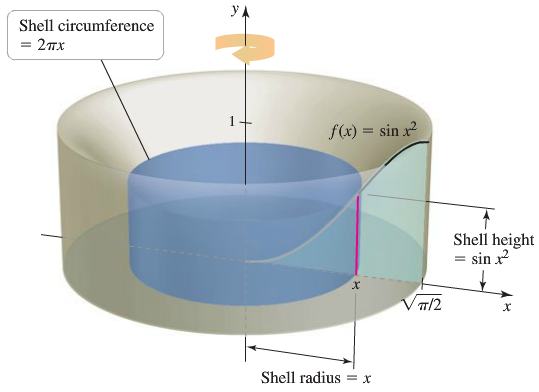 y
Shell circumference
= 2πx
1
f(x) = sin x²
Shell height
= sin x²
x
√π/2
x
Shell radius = x